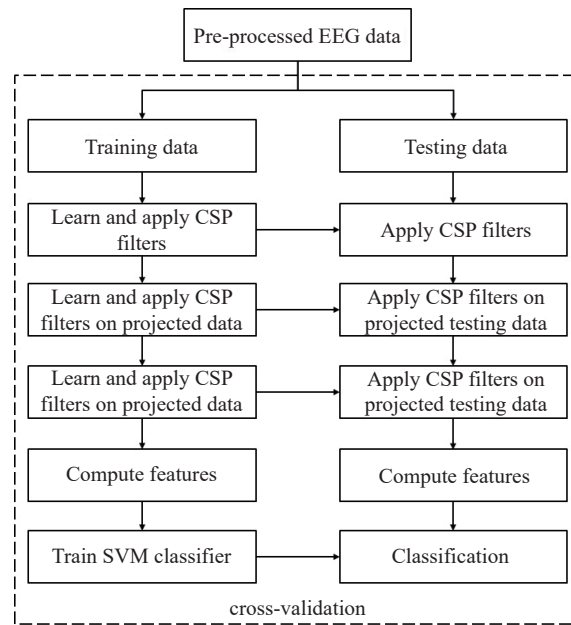 Pre-processed EEG data
Training data
Testing data
Learn and apply CSP
filters
Apply CSP filters
Learn and apply CSP
filters on projected data
Apply CSP filters on
projected testing data
Learn and apply CSP
filters on projected data
Apply CSP filters on
projected testing data
Compute features
Compute features
Train SVM classifier
Classification
cross-validation